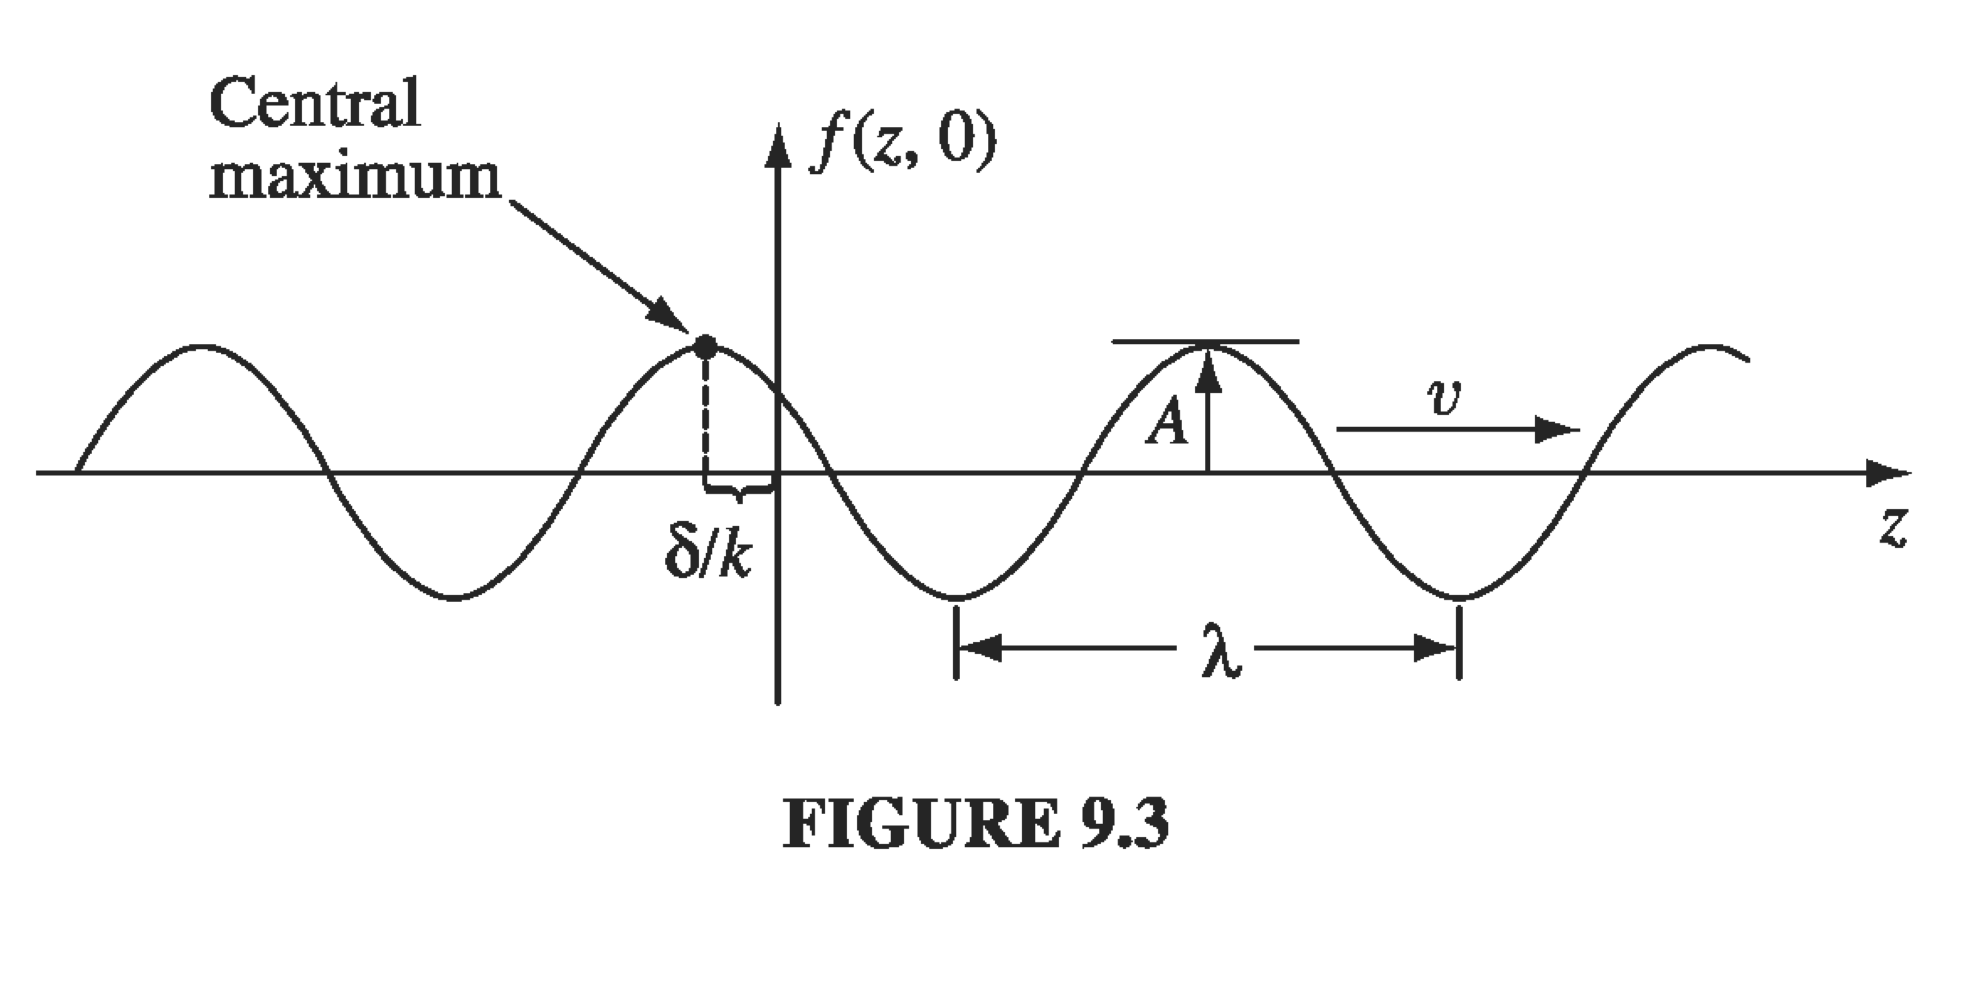 Central
maximum
f(z, 0)
v
A
z
δ/k
λ
FIGURE 9.3